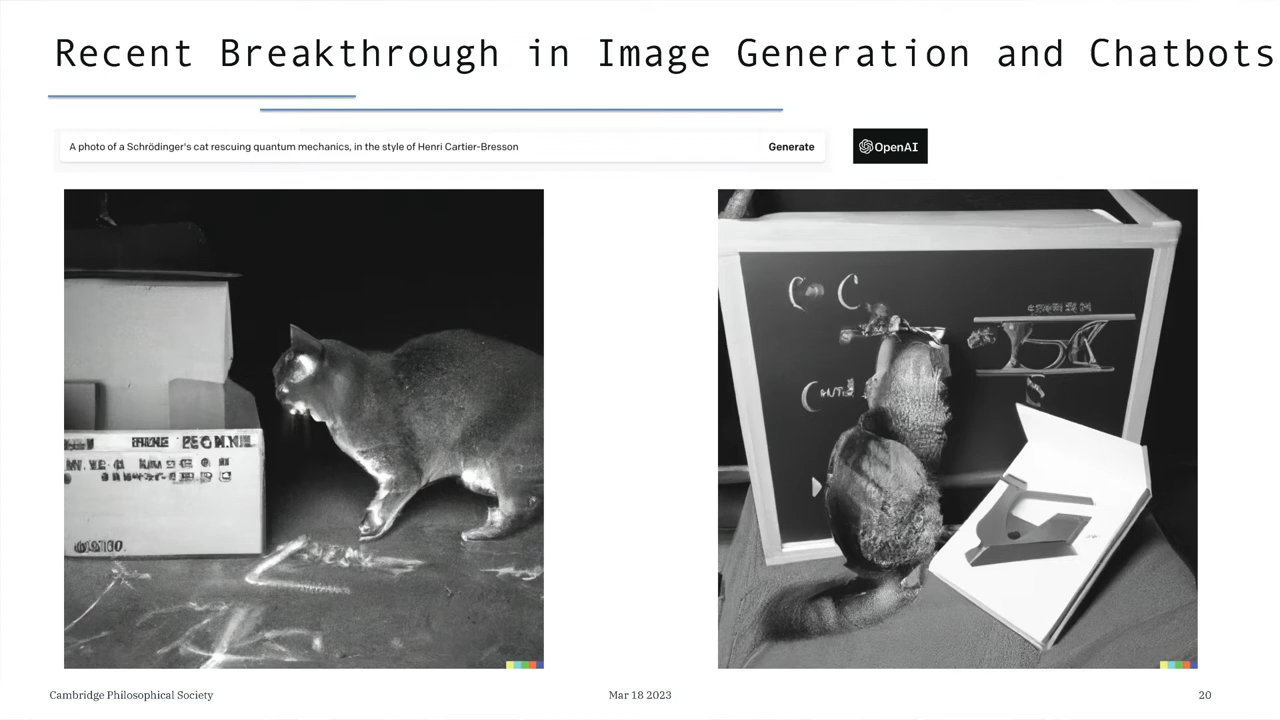 Recent Breakthrough in Image Generation and Chatbots
A photo of a Schrödinger's cat rescuing quantum mechanics, in the style of Henri Cartier-Bresson
Generate
OpenAI
Cambridge Philosophical Society
Mar 18 2023
20